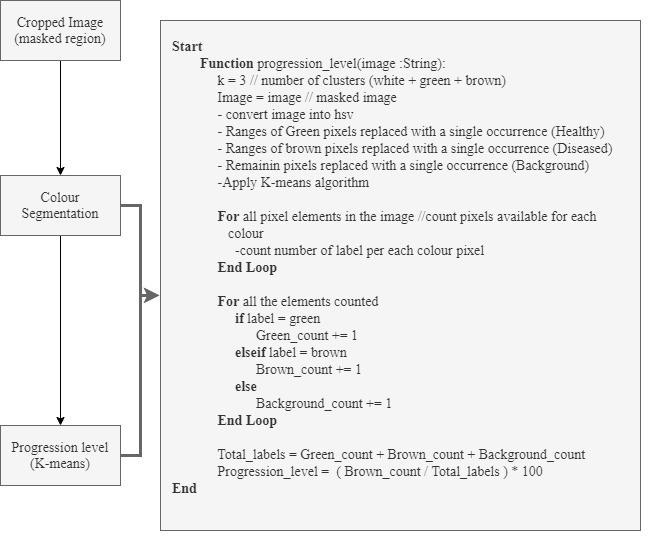 Cropped Image
(masked region)
Colour
Segmentation
Progression level
(K-means)
Start
Function progression_level(image :String):
k = 3 // number of clusters (white + green + brown)
Image = image // masked image
- convert image into hsv
- Ranges of Green pixels replaced with a single occurrence (Healthy)
- Ranges of brown pixels replaced with a single occurrence (Diseased)
- Remainin pixels replaced with a single occurrence (Background)
-Apply K-means algorithm
For all pixel elements in the image //count pixels available for each
colour
-count number of label per each colour pixel
End Loop
For all the elements counted
if label = green
Green_count += 1
elseif label = brown
Brown_count += 1
else
Background_count += 1
End Loop
Total_labels = Green_count + Brown_count + Background_count
Progression_level = ( Brown_count / Total_labels ) * 100
End